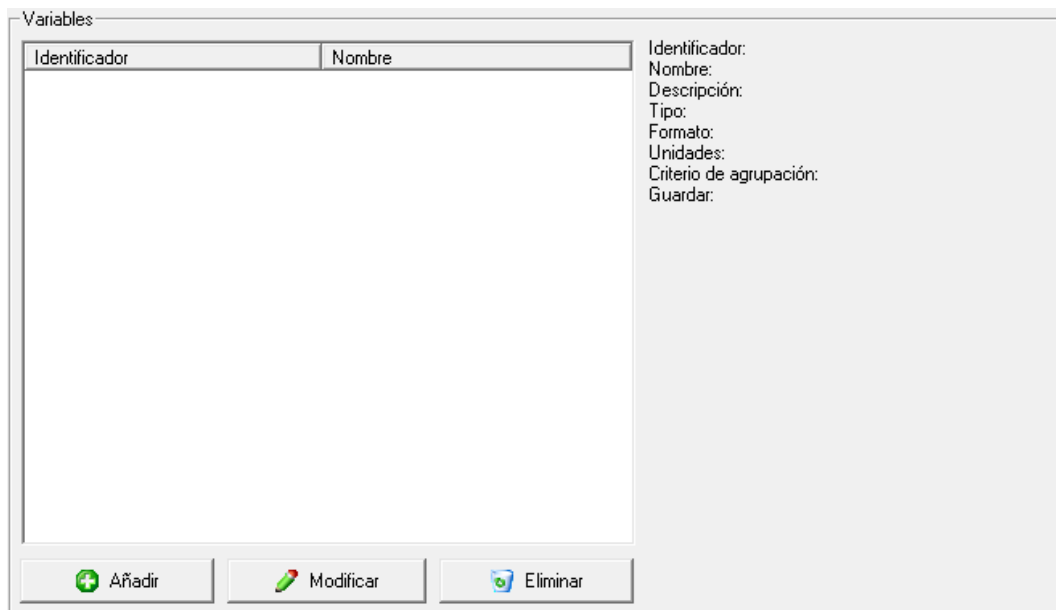 Variables
Identificador Nombre
Identificador:
Nombre:
Descripción:
Tipo:
Formato:
Unidades:
Criterio de agrupación:
Guardar:
Añadir Modificar Eliminar